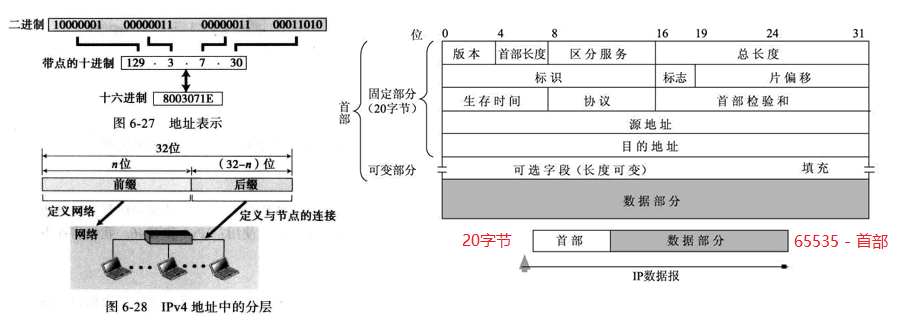 二进制 10000001 00000011 00000011 00011010
带点的十进制 129 . 3 . 7 . 30
十六进制 8003071E
图 6-27 地址表示
32位
n位 (32-n) 位
前缀 后缀
定义网络 定义与节点的连接
网络
图 6-28 IPv4 地址中的分层
位 0 4 8 16 19 24 31
首部
固定部分
(20字节)
可变部分
版本 首部长度 区分服务 总长度
标识 标志 片偏移
生存时间 协议 首部检验和
源地址
目的地址
可选字段 (长度可变) 填充
数据部分
20字节 首部 数据部分 65535 - 首部
IP数据报